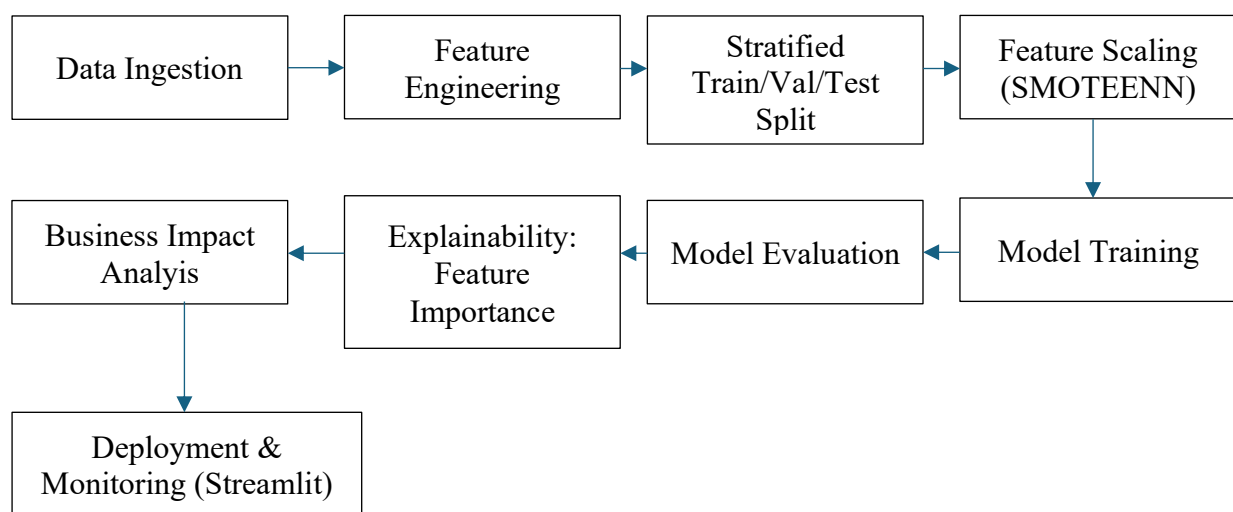 Data Ingestion
Feature
Engineering
Stratified
Train/Val/Test
Split
Feature Scaling
(SMOTEENN)
Business Impact
Analyis
Explainability:
Feature
Importance
Model Evaluation
Model Training
Deployment &
Monitoring (Streamlit)